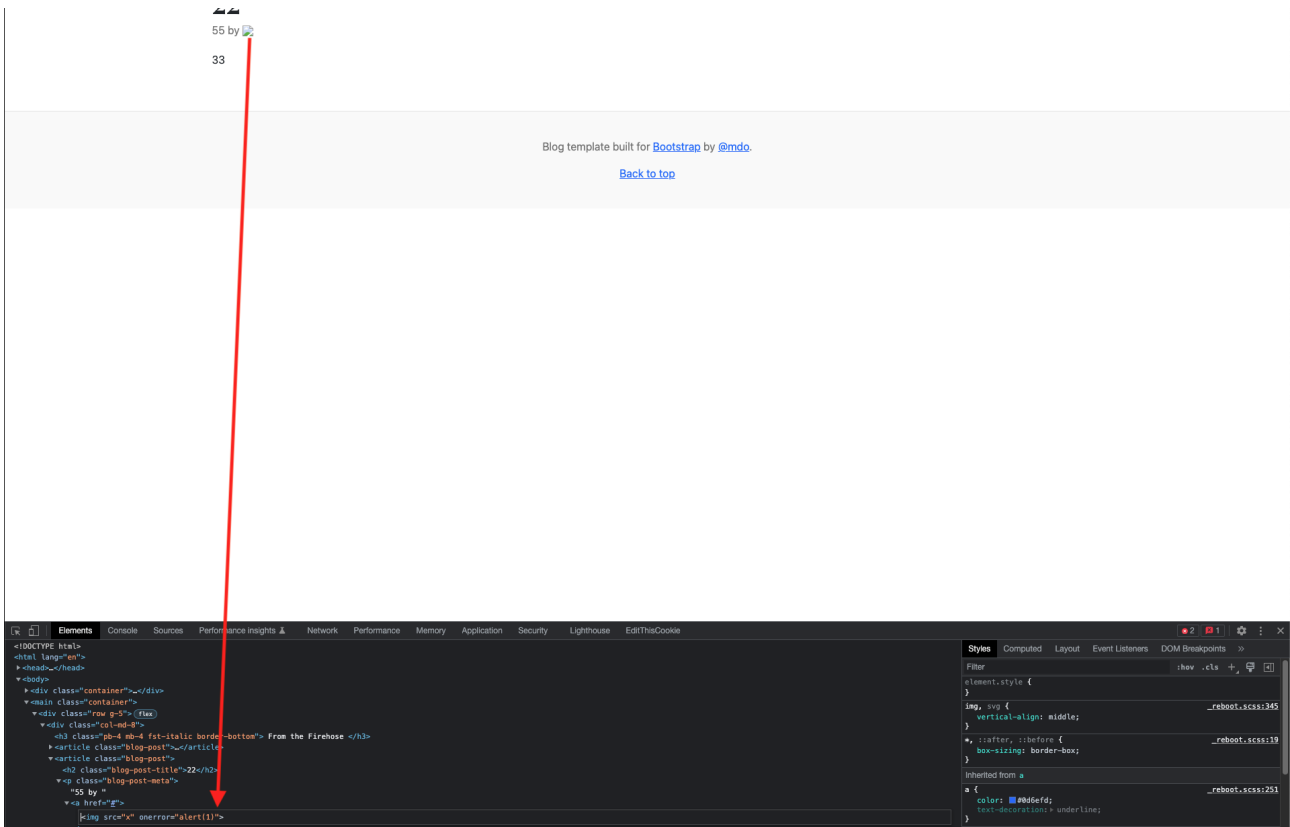 55 by
33
Blog template built for Bootstrap by @mdo.
Back to top
Elements Console Sources Performance insights Network Performance Memory Application Security Lighthouse EditThisCookie 2 1
<!DOCTYPE html>
<html lang="en">
<head>…</head>
<body>
<div class="container">…</div>
<main class="container">
<div class="row g-5"> flex
<div class="col-md-8">
<h3 class="pb-4 mb-4 fst-italic border-bottom"> From the Firehose </h3>
<article class="blog-post">…</article>
<article class="blog-post">
<h2 class="blog-post-title">22</h2>
<p class="blog-post-meta">
"55 by "
<a href="#">
<img src="x" onerror="alert(1)">
Styles Computed Layout Event Listeners DOM Breakpoints »
Filter :hov .cls +
element.style {
}
img, svg { _reboot.scss:345
vertical-align: middle;
}
*, ::after, ::before { _reboot.scss:19
box-sizing: border-box;
}
Inherited from a
a { _reboot.scss:251
color: #0d6efd;
text-decoration: underline;
}